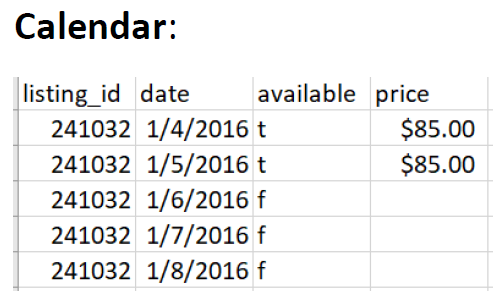 Calendar:
listing_id date available price
241032 1/4/2016 t $85.00
241032 1/5/2016 t $85.00
241032 1/6/2016 f
241032 1/7/2016 f
241032 1/8/2016 f